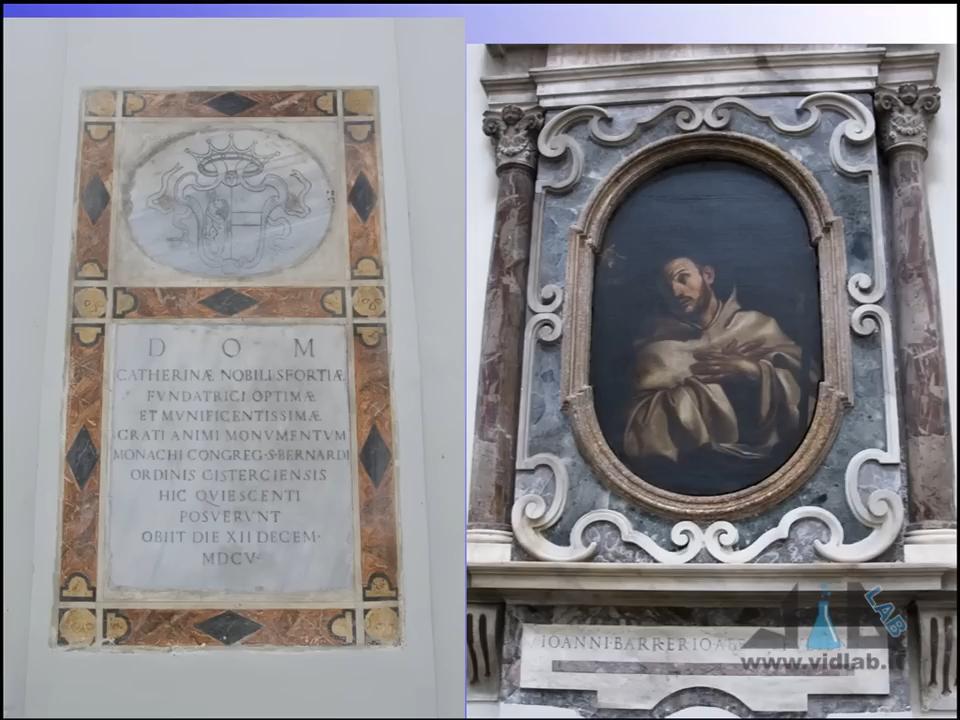 D O M
CATHERINÆ NOBILI SFORTIÆ
FVNDATRICI OPTIMÆ
ET MVNIFICENTISSIMÆ
GRATI ANIMI MONVMENTVM
MONACHI CONGREG·S·BERNARDI
ORDINIS CISTERCIENSIS
HIC QVIESCENTI
POSVERVNT
OBIIT DIE XII DECEM·
MDCV·
IOANNI·BARRERIO
LAB
www.vidlab.